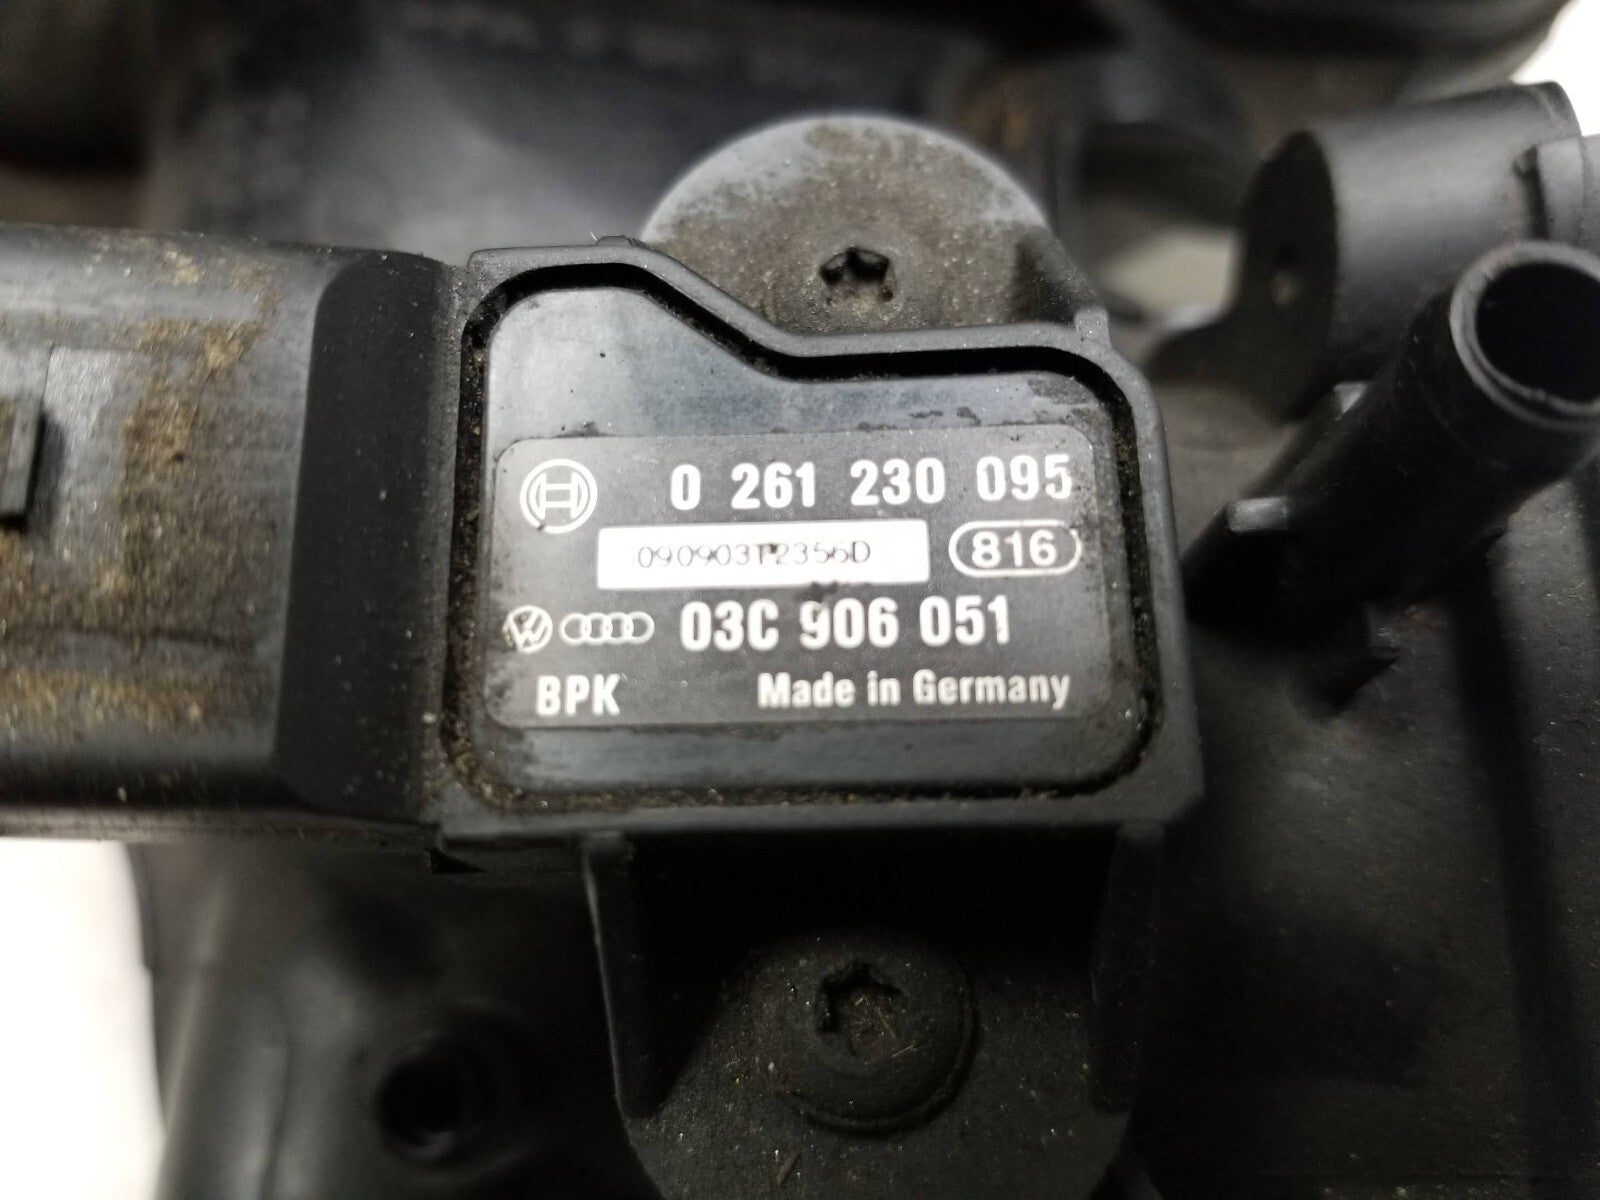 0 261 230 095
090903T2356D 816
03C 906 051
BPK Made in Germany